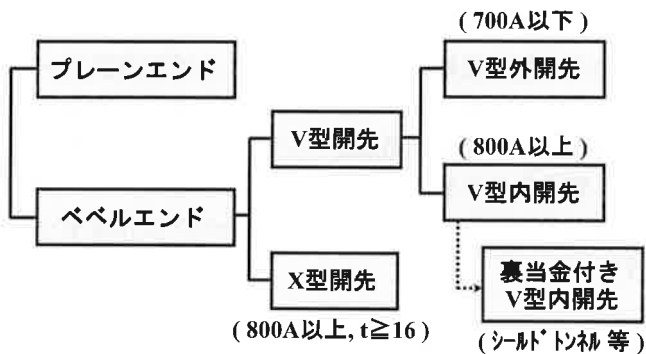 (700A以下)
プレーンエンド
V型外開先
V型開先
(800A以上)
ベベルエンド
V型内開先
X型開先
(800A以上, t≧16)
裏当金付き
V型内開先
(シールドトンネル 等)